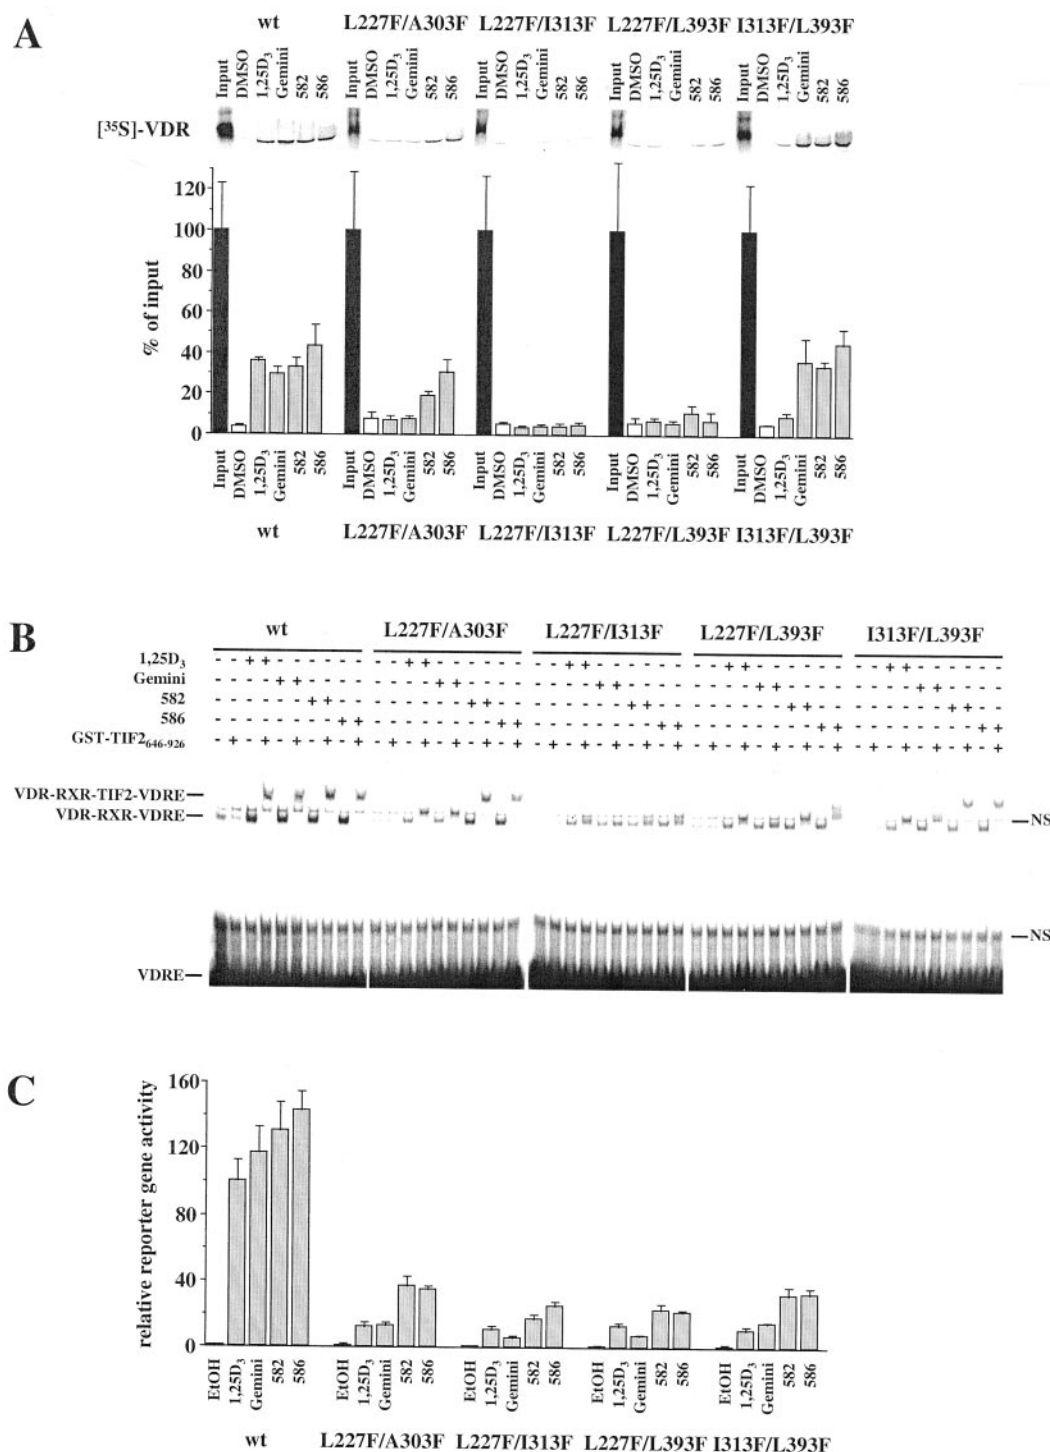 A
wt L227F/A303F L227F/I313F L227F/L393F I313F/L393F
Input DMSO 1,25D₃ Gemini 582 586 Input DMSO 1,25D₃ Gemini 582 586 Input DMSO 1,25D₃ Gemini 582 586 Input DMSO 1,25D₃ Gemini 582 586 Input DMSO 1,25D₃ Gemini 582 586
[³⁵S]-VDR
% of input
120
100
80
60
40
20
0
Input DMSO 1,25D₃ Gemini 582 586 Input DMSO 1,25D₃ Gemini 582 586 Input DMSO 1,25D₃ Gemini 582 586 Input DMSO 1,25D₃ Gemini 582 586 Input DMSO 1,25D₃ Gemini 582 586
wt L227F/A303F L227F/I313F L227F/L393F I313F/L393F
B
wt L227F/A303F L227F/I313F L227F/L393F I313F/L393F
1,25D₃ - - + + - - - - - - - - + + - - - - - - - - + + - - - - - - - - + + - - - - - - - - + + - - - - - -
Gemini - - - - + + - - - - - - - - + + - - - - - - - - + + - - - - - - - - + + - - - - - - - - + + - - - -
582 - - - - - - + + - - - - - - - - + + - - - - - - - - + + - - - - - - - - + + - - - - - - - - + + - -
586 - - - - - - - - + + - - - - - - - - + + - - - - - - - - + + - - - - - - - - + + - - - - - - - - + +
GST-TIF2₆₄₆₋₉₂₆ - + - + - + - + - + - + - + - + - + - + - + - + - + - + - + - + - + - + - + - + - + - + - + - + - +
VDR-RXR-TIF2-VDRE
VDR-RXR-VDRE NS
NS
VDRE
C
relative reporter gene activity
160
120
80
40
0
EtOH 1,25D₃ Gemini 582 586 EtOH 1,25D₃ Gemini 582 586 EtOH 1,25D₃ Gemini 582 586 EtOH 1,25D₃ Gemini 582 586 EtOH 1,25D₃ Gemini 582 586
wt L227F/A303F L227F/I313F L227F/L393F I313F/L393F